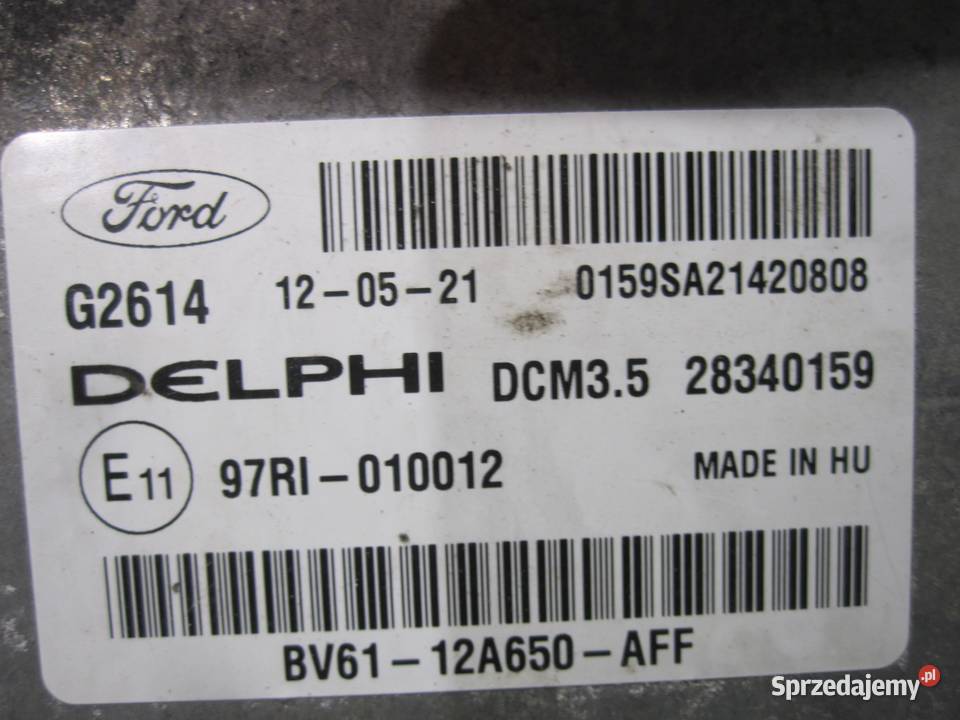 Ford
G2614 12-05-21 0159SA21420808
DELPHI DCM3.5 28340159
E11 97RI-010012 MADE IN HU
BV61-12A650-AFF
Sprzedajemy.pl